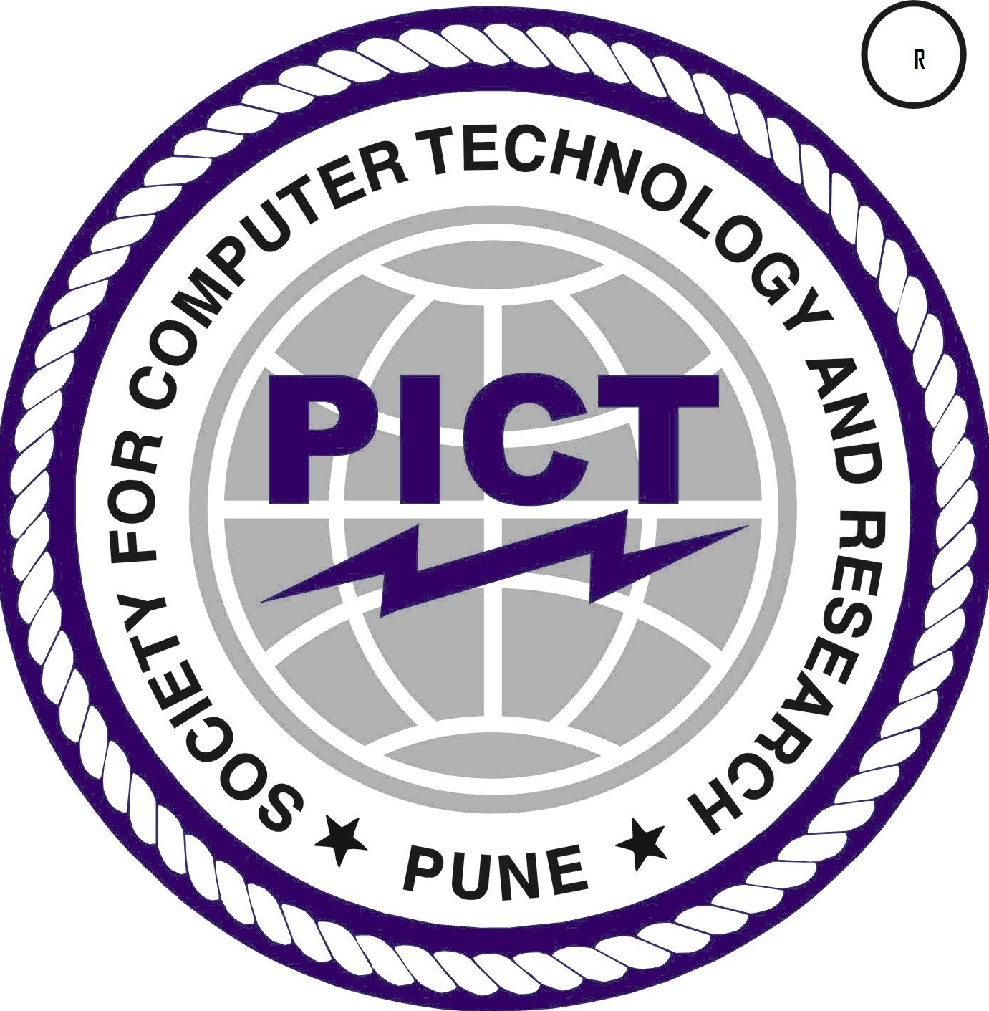 R
SOCIETY FOR COMPUTER TECHNOLOGY AND RESEARCH
PICT
★ PUNE ★